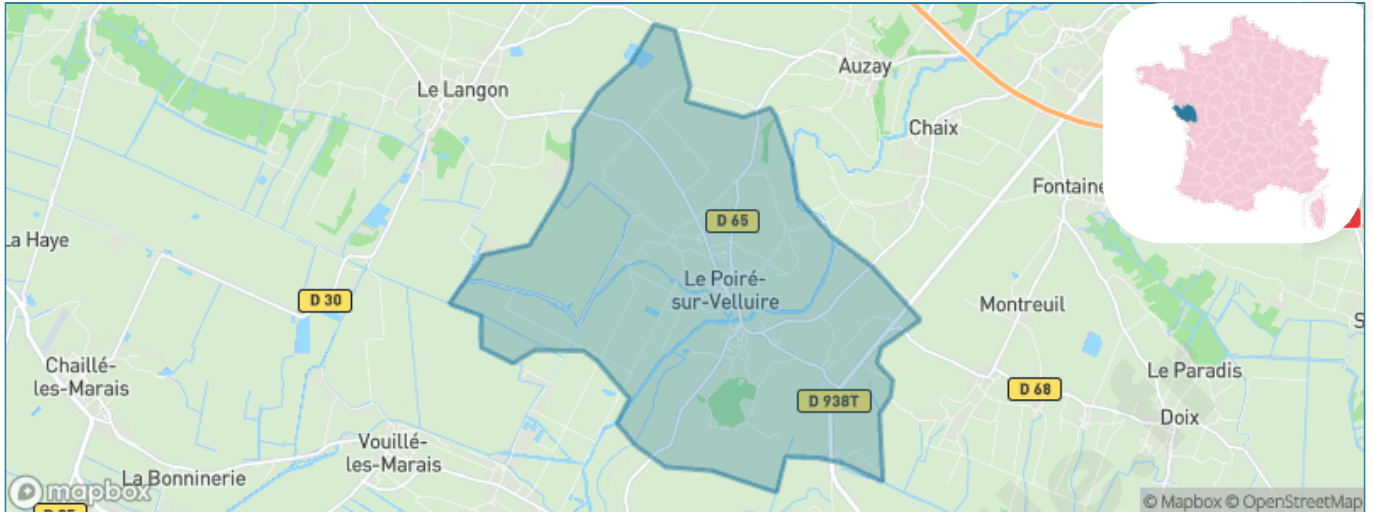 Auzay
Le Langon
Chaix
Fontaine
D 65
La Haye
Le Poiré-
sur-Velluire
D 30
Montreuil
Chaillé-
les-Marais
Le Paradis
D 68
D 938T
Doix
Vouillé-
les-Marais
La Bonninerie
mapbox
© Mapbox © OpenStreetMap